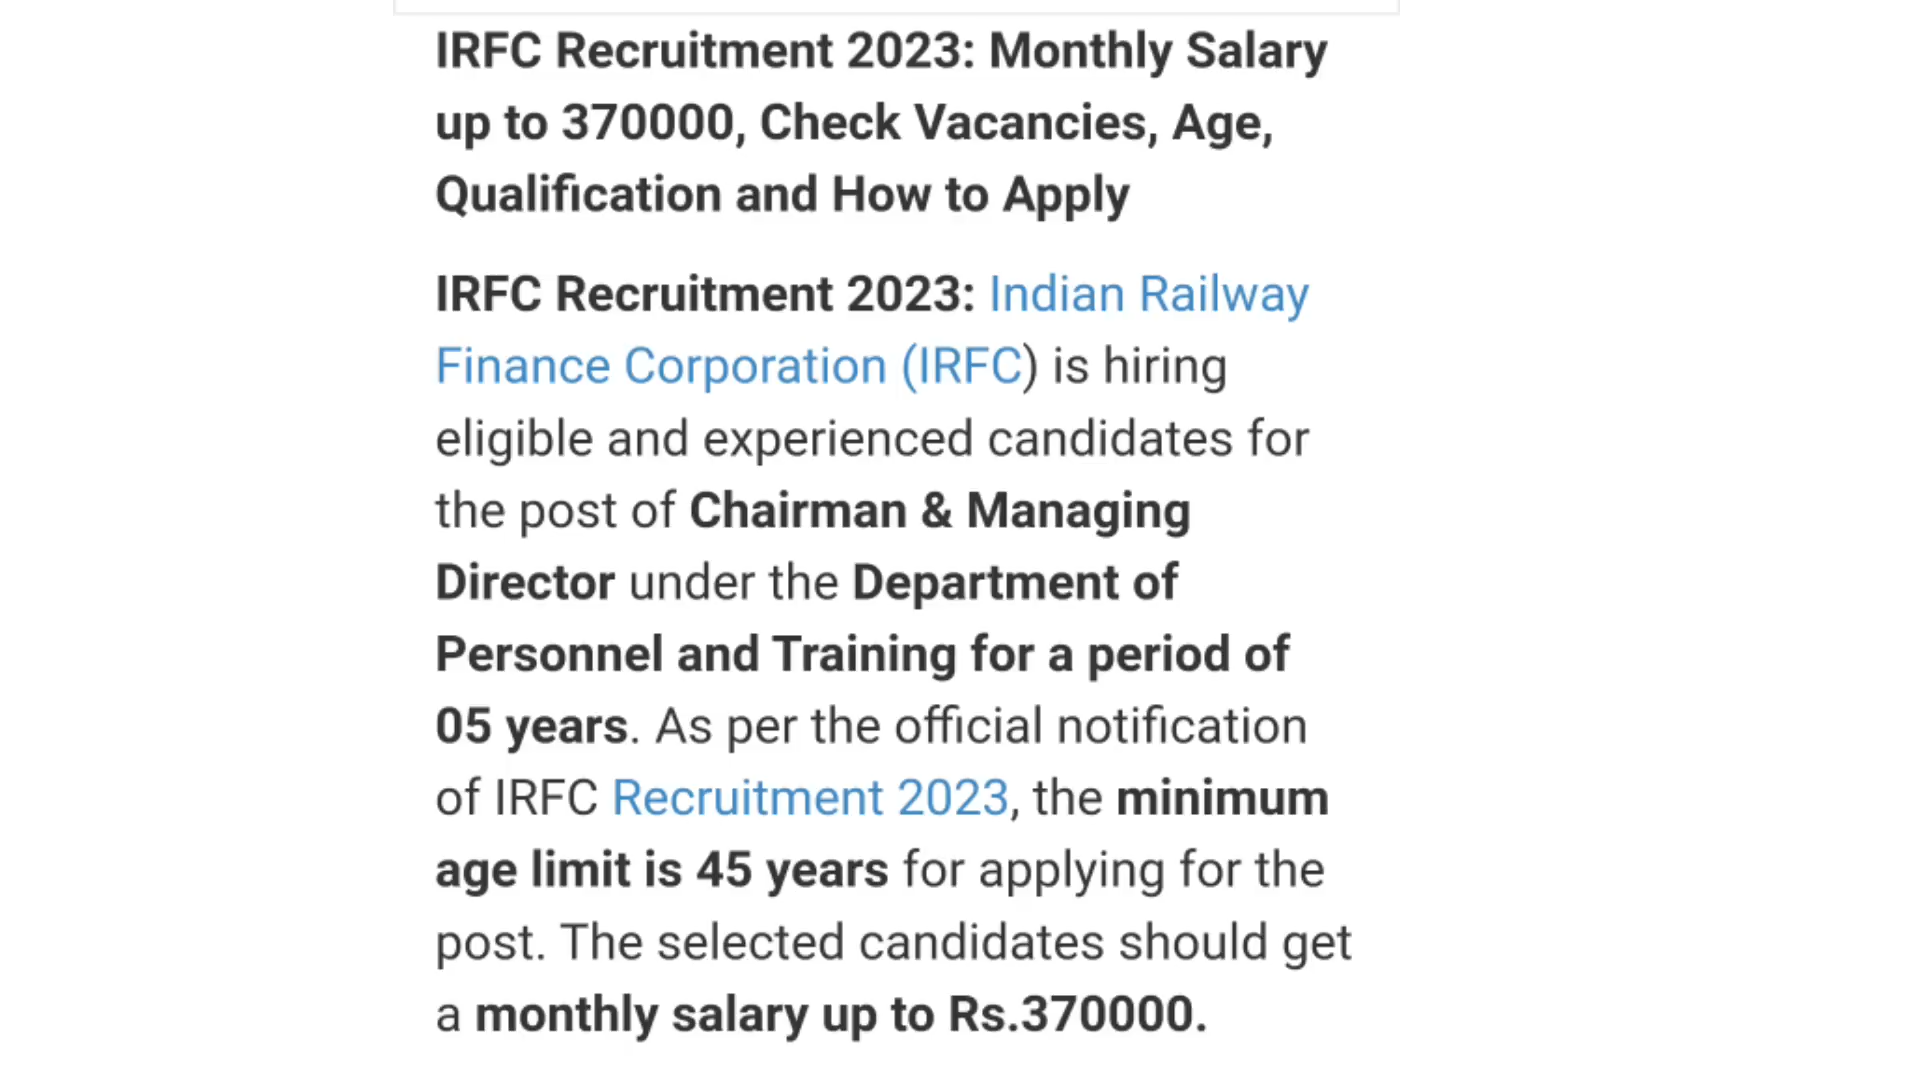 IRFC Recruitment 2023: Monthly Salary
up to 370000, Check Vacancies, Age,
Qualification and How to Apply
IRFC Recruitment 2023: Indian Railway
Finance Corporation (IRFC) is hiring
eligible and experienced candidates for
the post of Chairman & Managing
Director under the Department of
Personnel and Training for a period of
05 years. As per the official notification
of IRFC Recruitment 2023, the minimum
age limit is 45 years for applying for the
post. The selected candidates should get
a monthly salary up to Rs.370000.